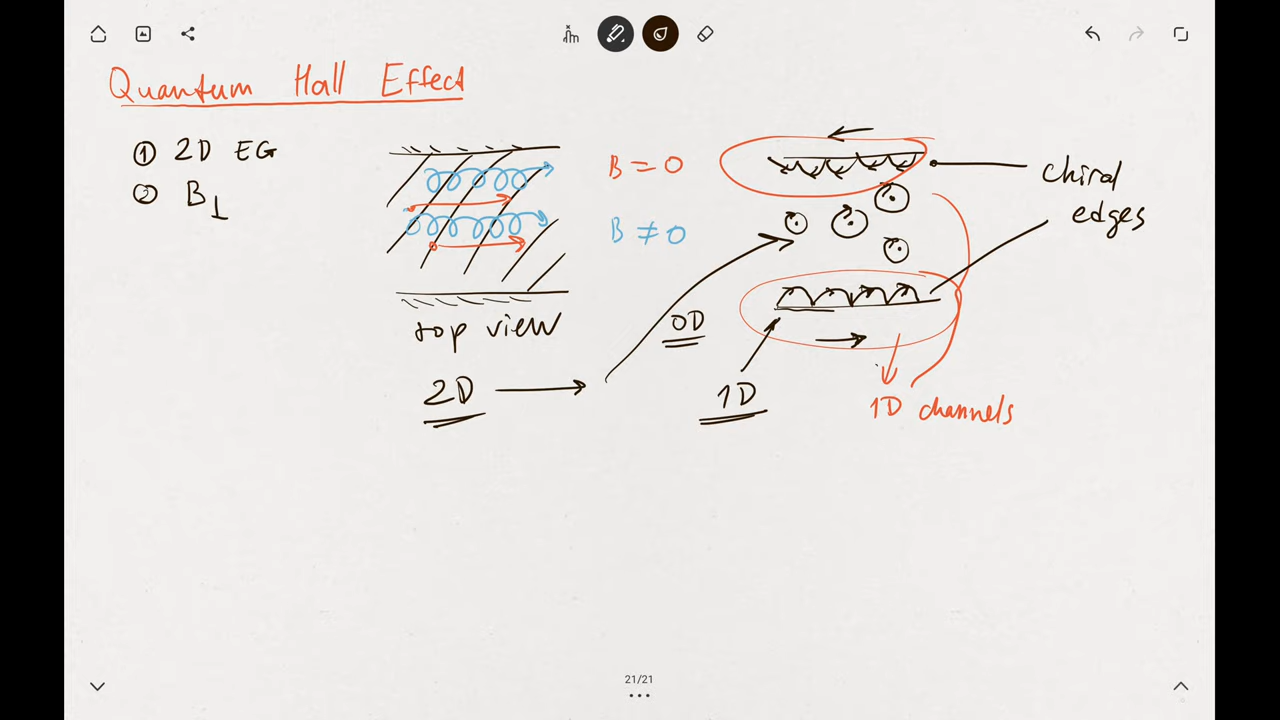 Quantum Hall Effect
① 2D EG
② B⊥
B = 0
B ≠ 0
top view
2D
0D
1D
chiral
edges
1D channels
21/21